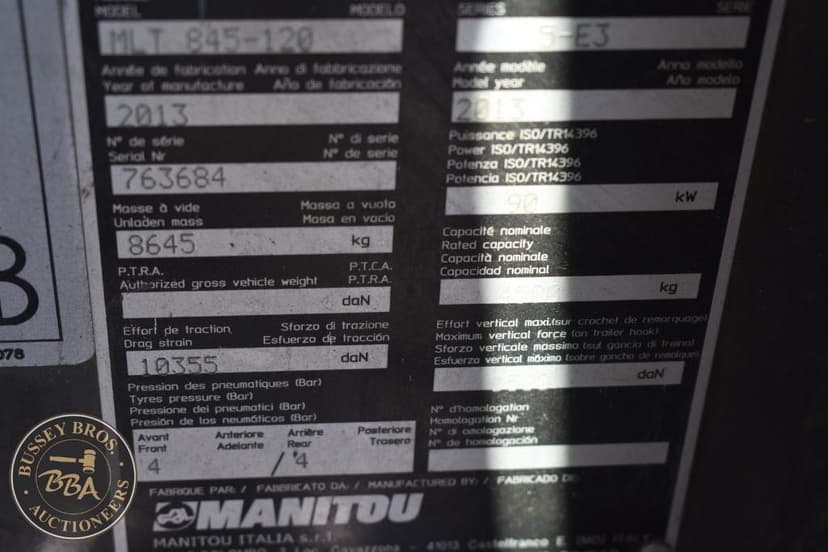 MODEL MODELO
MLT 845-120
Année de fabrication Anno di fabbricazione
Year of manufacture Año de fabricación
2013
N° de série N° di serie
Serial Nr N° de serie
763684
Masse à vide Massa a vuoto
Unladen mass Masa en vacio
8645 kg
P.T.R.A. P.T.C.A.
Authorized gross vehicle weight P.T.R.A.
daN
Effort de traction Sforzo di trazione
Drag strain Esfuerzo de tracción
10355 daN
Pression des pneumatiques (Bar)
Tyres pressure (Bar)
Pressione dei pneumatici (Bar)
Presión de los neumóticos (Bar)
Avant Anteriore Arrière Posteriore
Front Adelante Rear Trasero
4 / 4
SERIES SERIE
5-E3
Année modèle Anno modello
Model year Año modelo
2013
Puissance ISO/TR14396
Power ISO/TR14396
Potenza ISO/TR14396
Potencia ISO/TR14396
90 kW
Capacité nominale
Rated capacity
Capacità nominale
Capacidad nominal
kg
Effort vertical maxi.(sur crochet de remorquage)
Maximum vertical force (on trailer hook)
Sforzo verticale massimo (sul gancio di traino)
Esfuerzo vertical máximo (sobre gancho de remolque)
daN
N° d'homologation
Homologation Nr
N° di omologazione
N° de homologación
FABRIQUE PAR: / FABBRICATO DA: / MANUFACTURED BY: / FABRICADO DE:
MANITOU
MANITOU ITALIA s.r.l.
41013 Castelfranco E. (MO) ITALY
078
BUSSEY BROS.
BBA
AUCTIONEERS